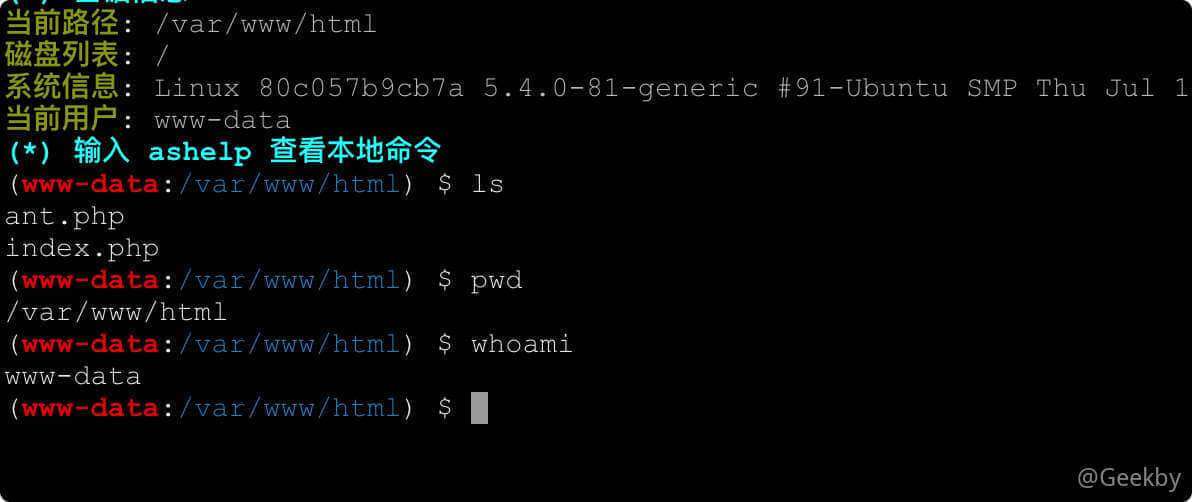 当前路径: /var/www/html
磁盘列表: /
系统信息: Linux 80c057b9cb7a 5.4.0-81-generic #91-Ubuntu SMP Thu Jul 1
当前用户: www-data
(*) 输入 ashelp 查看本地命令
(www-data:/var/www/html) $ ls
ant.php
index.php
(www-data:/var/www/html) $ pwd
/var/www/html
(www-data:/var/www/html) $ whoami
www-data
(www-data:/var/www/html) $
@Geekby